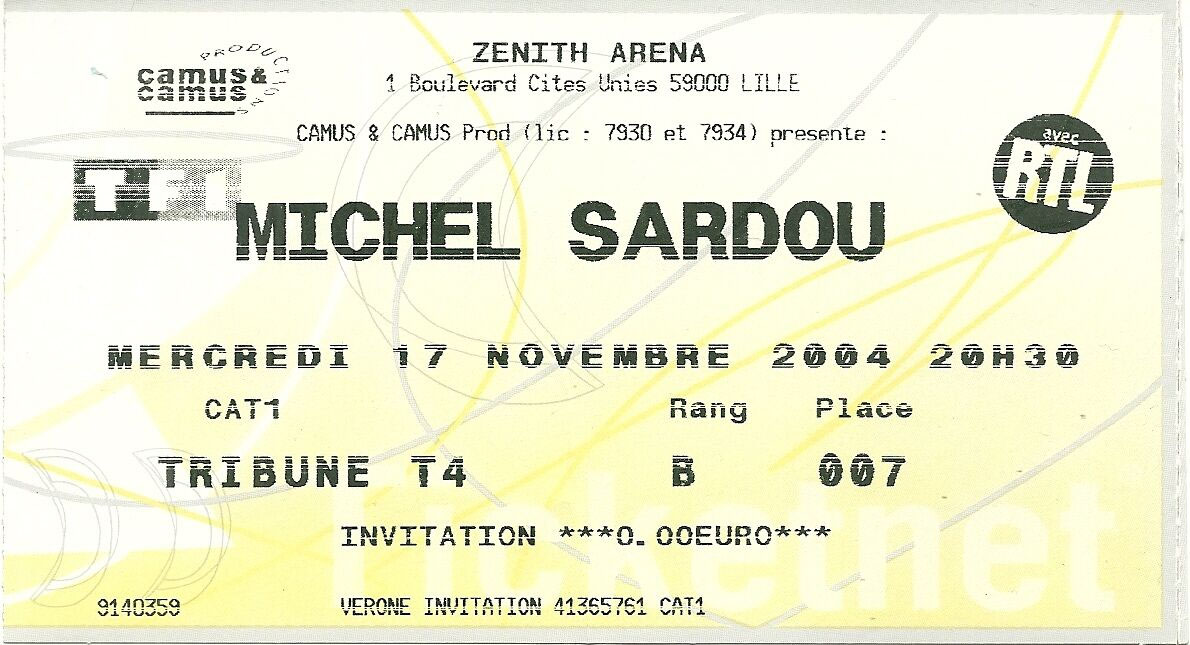 PRODUCTIONS
camus&
camus
ZENITH ARENA
1 Boulevard Cites Unies 59000 LILLE
CAMUS & CAMUS Prod (lic : 7930 et 7934) presente :
avec
RTL
TF1
MICHEL SARDOU
MERCREDI 17 NOVEMBRE 2004 20H30
CAT1 Rang Place
TRIBUNE T4 B 007
INVITATION ***0.00EURO***
ticketnet
9140359 VERONE INVITATION 41365761 CAT1